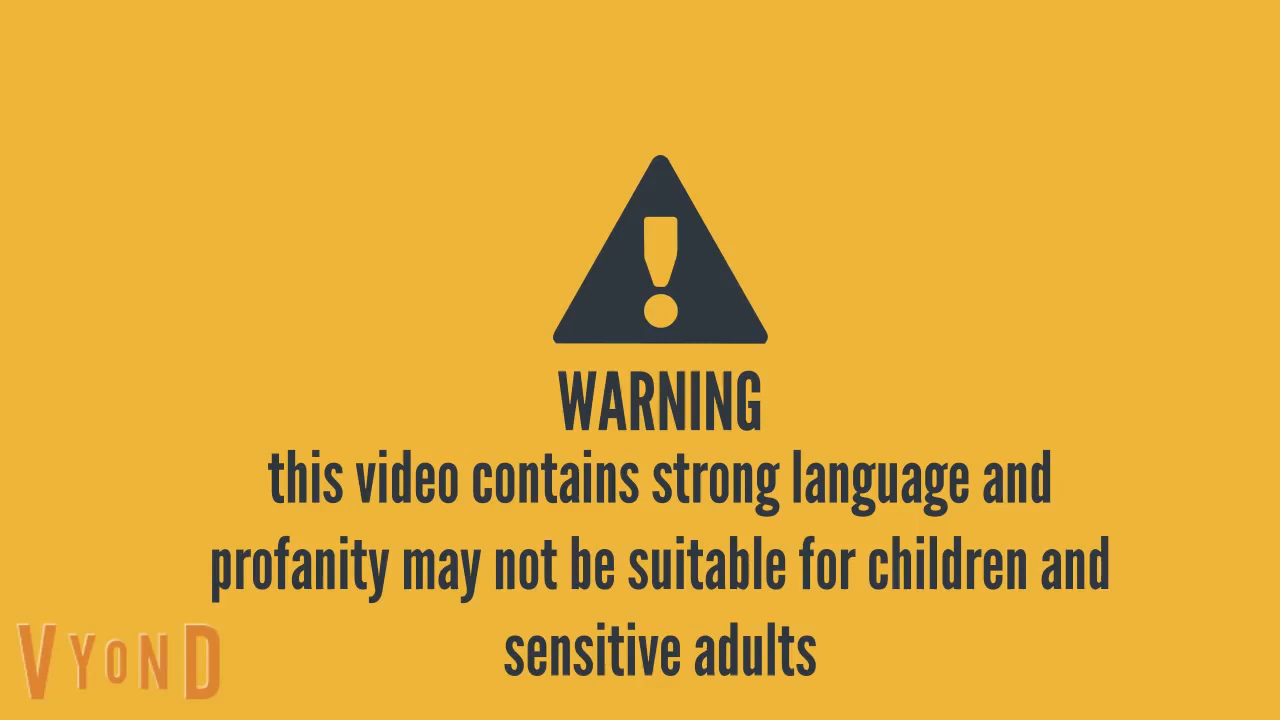 WARNING
this video contains strong language and
profanity may not be suitable for children and
sensitive adults
VYOND